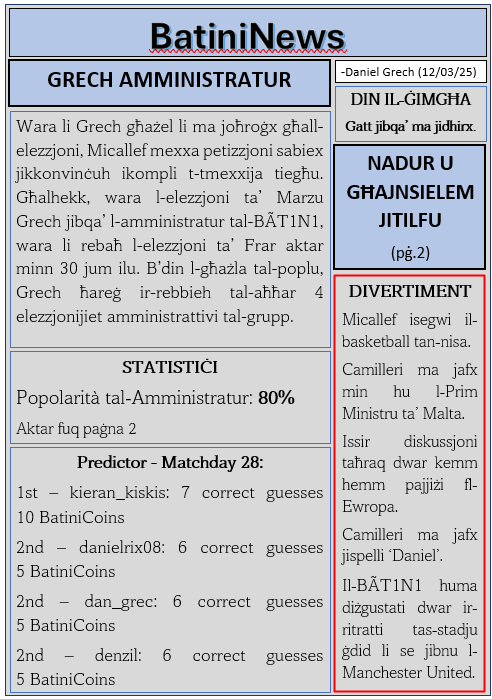 BatiniNews
GRECH AMMINISTRATUR
Wara li Grech għażel li ma joħroġx għall-
elezzjoni, Micallef mexxa petizzjoni sabiex
jikkonvinċuh ikompli t-tmexxija tiegħu.
Għalhekk, wara l-elezzjoni ta’ Marzu
Grech jibqa’ l-amministratur tal-BÃT1N1,
wara li rebaħ l-elezzjoni ta’ Frar aktar
minn 30 jum ilu. B’din l-għażla tal-poplu,
Grech ħareġ ir-rebbieħ tal-aħħar 4
elezzjonijiet amministrattivi tal-grupp.
STATISTIĊI
Popolarità tal-Amministratur: 80%
Aktar fuq paġna 2
Predictor - Matchday 28:
1st – kieran_kiskis: 7 correct guesses
10 BatiniCoins
2nd – danielrix08: 6 correct guesses
5 BatiniCoins
2nd – dan_grec: 6 correct guesses
5 BatiniCoins
2nd – denzil: 6 correct guesses
5 BatiniCoins
-Daniel Grech (12/03/25)
DIN IL-ĠIMGĦA
Gatt jibqa’ ma jidhirx.
NADUR U
GĦAJNSIELEM
JITILFU
(pġ.2)
DIVERTIMENT
Micallef isegwi il-
basketball tan-nisa.
Camilleri ma jafx
min hu l-Prim
Ministru ta’ Malta.
Issir diskussjoni
taħraq dwar kemm
hemm pajjiżi fl-
Ewropa.
Camilleri ma jafx
jispelli ‘Daniel’.
Il-BÃT1N1 huma
diżgustati dwar ir-
ritratti tas-stadju
ġdid li se jibnu l-
Manchester United.